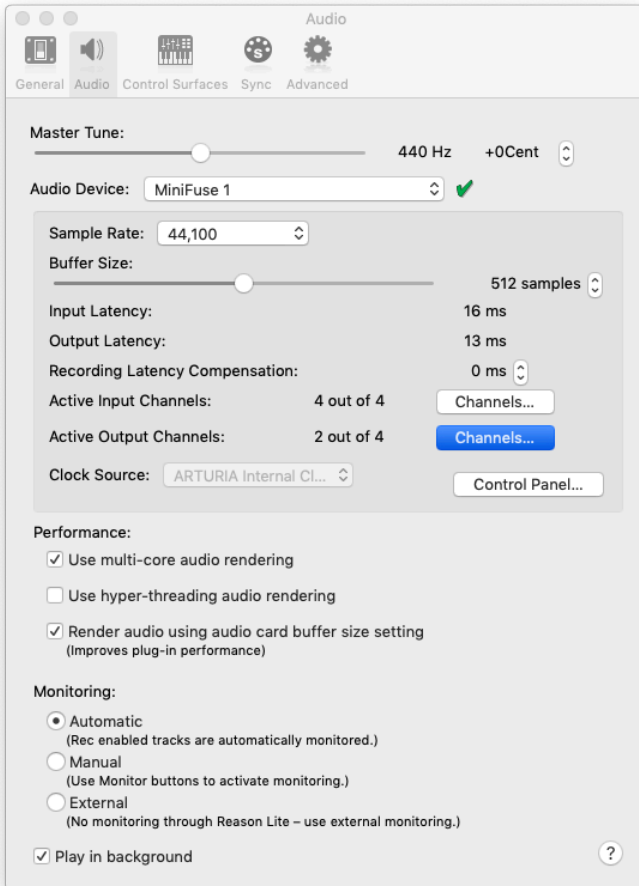 Audio
General Audio Control Surfaces Sync Advanced
Master Tune: 440 Hz +0Cent
Audio Device: MiniFuse 1
Sample Rate: 44,100
Buffer Size:
512 samples
Input Latency: 16 ms
Output Latency: 13 ms
Recording Latency Compensation: 0 ms
Active Input Channels: 4 out of 4 Channels...
Active Output Channels: 2 out of 4 Channels...
Clock Source: ARTURIA Internal Cl... Control Panel...
Performance:
Use multi-core audio rendering
Use hyper-threading audio rendering
Render audio using audio card buffer size setting
(Improves plug-in performance)
Monitoring:
Automatic
(Rec enabled tracks are automatically monitored.)
Manual
(Use Monitor buttons to activate monitoring.)
External
(No monitoring through Reason Lite – use external monitoring.)
Play in background ?